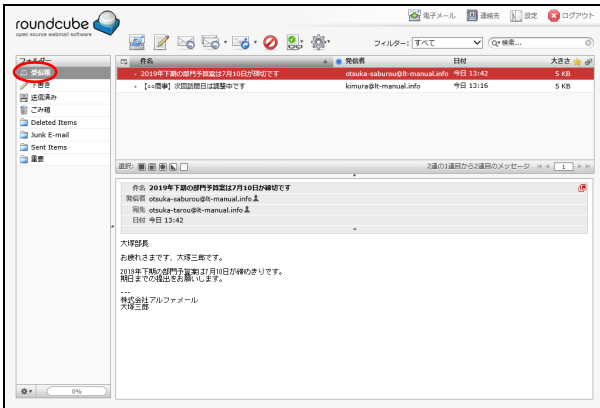 roundcube
open source webmail software
電子メール 連絡先 設定 ログアウト
フィルター: すべて 検索...
フォルダー
受信箱
下書き
送信済み
ごみ箱
Deleted Items
Junk E-mail
Sent Items
重要
件名 発信者 日付 大きさ
2019年下期の部門予算案は7月10日が締切です otsuka-saburou@lt-manual.info 今日 13:42 5 KB
【○○商事】次回訪問日は調整中です kimura@lt-manual.info 今日 13:16 5 KB
選択: 2通の1通目から2通目のメッセージ 1
件名 2019年下期の部門予算案は7月10日が締切です
発信者 otsuka-saburou@lt-manual.info
宛先 otsuka-tarou@lt-manual.info
日付 今日 13:42
大塚部長
お疲れさまです、大塚三郎です。
2019年下期の部門予算案は7月10日が締めきりです。
期日までの提出をお願いします。
---
株式会社アルファメール
大塚三郎
0%